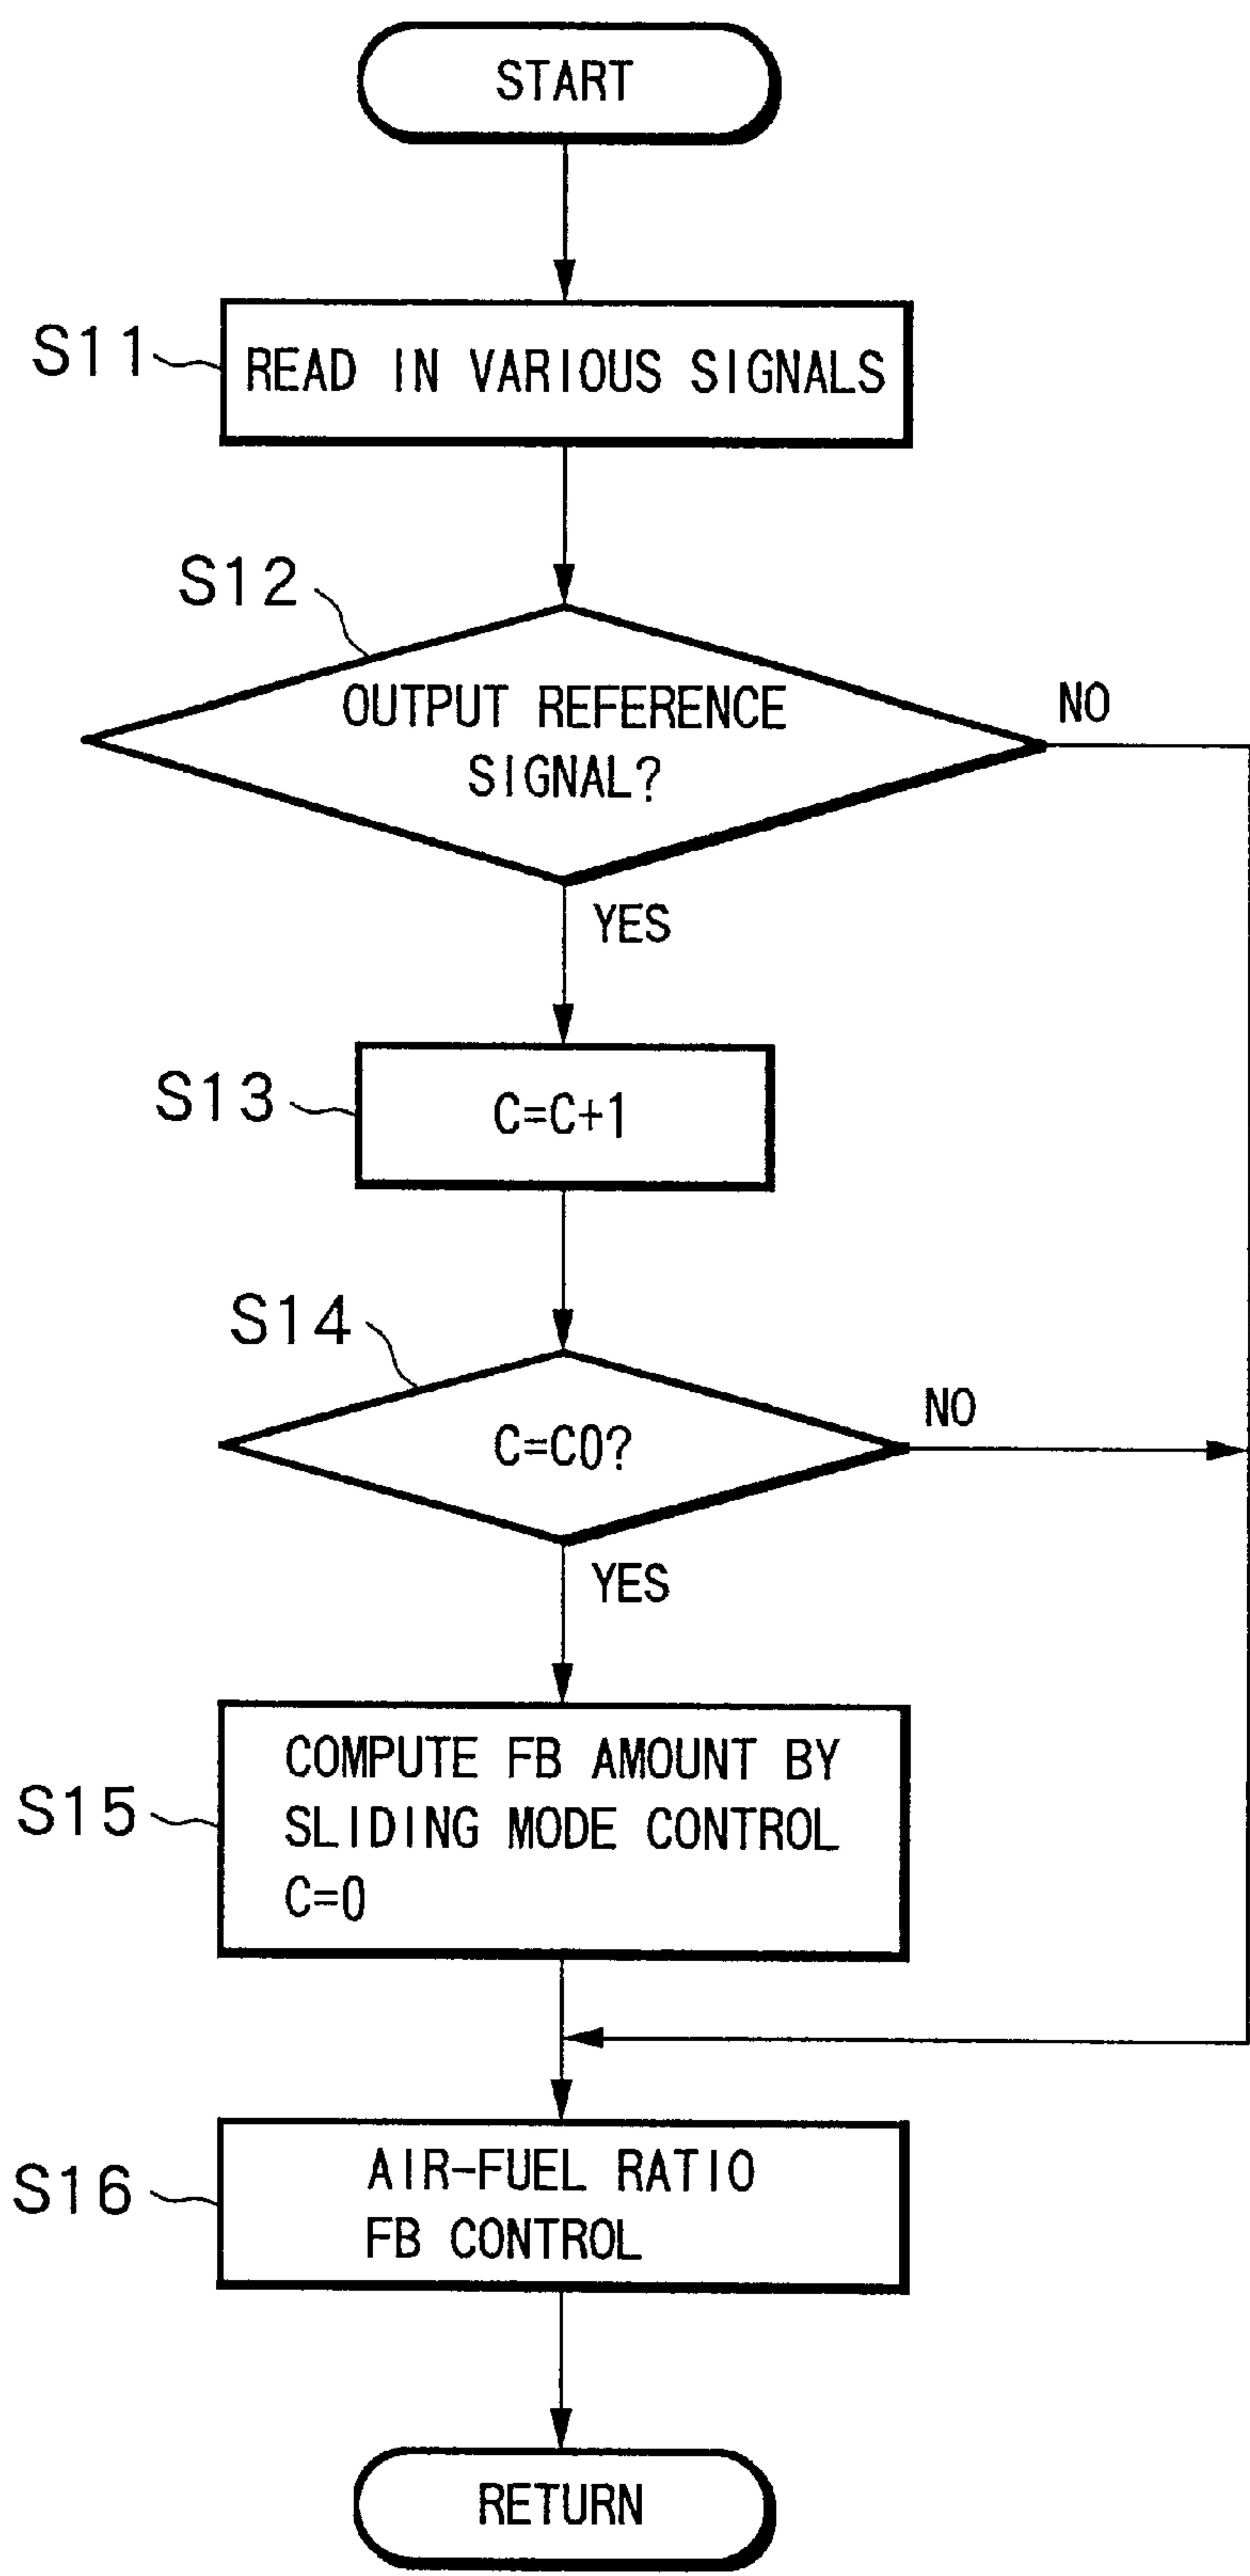 START
S11
READ IN VARIOUS SIGNALS
S12
OUTPUT REFERENCE
SIGNAL?
NO
YES
S13
C=C+1
S14
C=C0?
NO
YES
S15
COMPUTE FB AMOUNT BY
SLIDING MODE CONTROL
C=0
S16
AIR-FUEL RATIO
FB CONTROL
RETURN